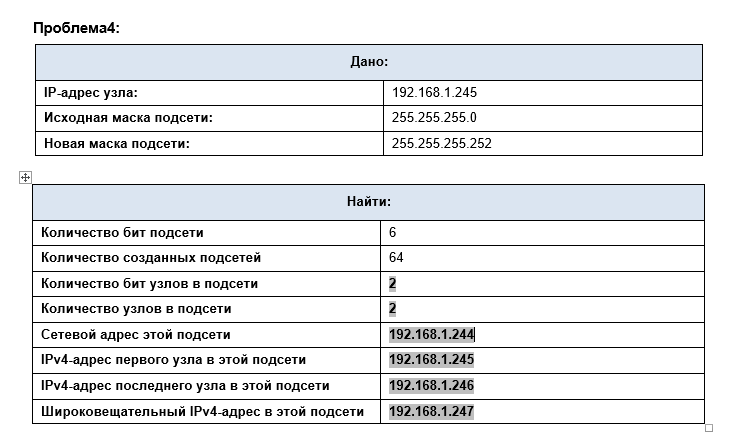 Проблема4:
Дано:
IP-адрес узла: 192.168.1.245
Исходная маска подсети: 255.255.255.0
Новая маска подсети: 255.255.255.252
Найти:
Количество бит подсети 6
Количество созданных подсетей 64
Количество бит узлов в подсети 2
Количество узлов в подсети 2
Сетевой адрес этой подсети 192.168.1.244
IPv4-адрес первого узла в этой подсети 192.168.1.245
IPv4-адрес последнего узла в этой подсети 192.168.1.246
Широковещательный IPv4-адрес в этой подсети 192.168.1.247